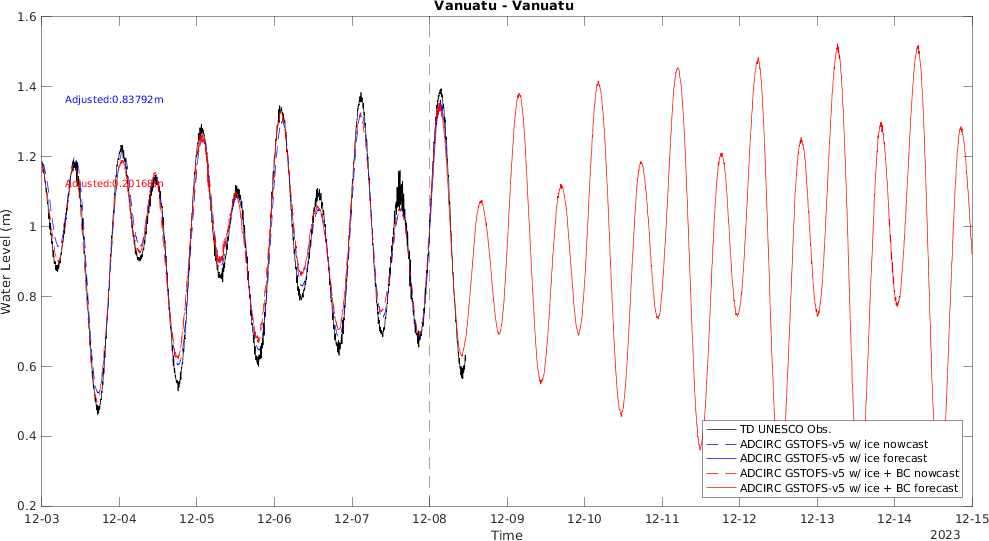 Vanuatu - Vanuatu
1.6
1.4
1.2
1
0.8
0.6
0.4
0.2
Water Level (m)
Adjusted:0.83792m
Adjusted:0.20168m
TD UNESCO Obs.
ADCIRC GSTOFS-v5 w/ ice nowcast
ADCIRC GSTOFS-v5 w/ ice forecast
ADCIRC GSTOFS-v5 w/ ice + BC nowcast
ADCIRC GSTOFS-v5 w/ ice + BC forecast
12-03 12-04 12-05 12-06 12-07 12-08 12-09 12-10 12-11 12-12 12-13 12-14 12-15
Time
2023